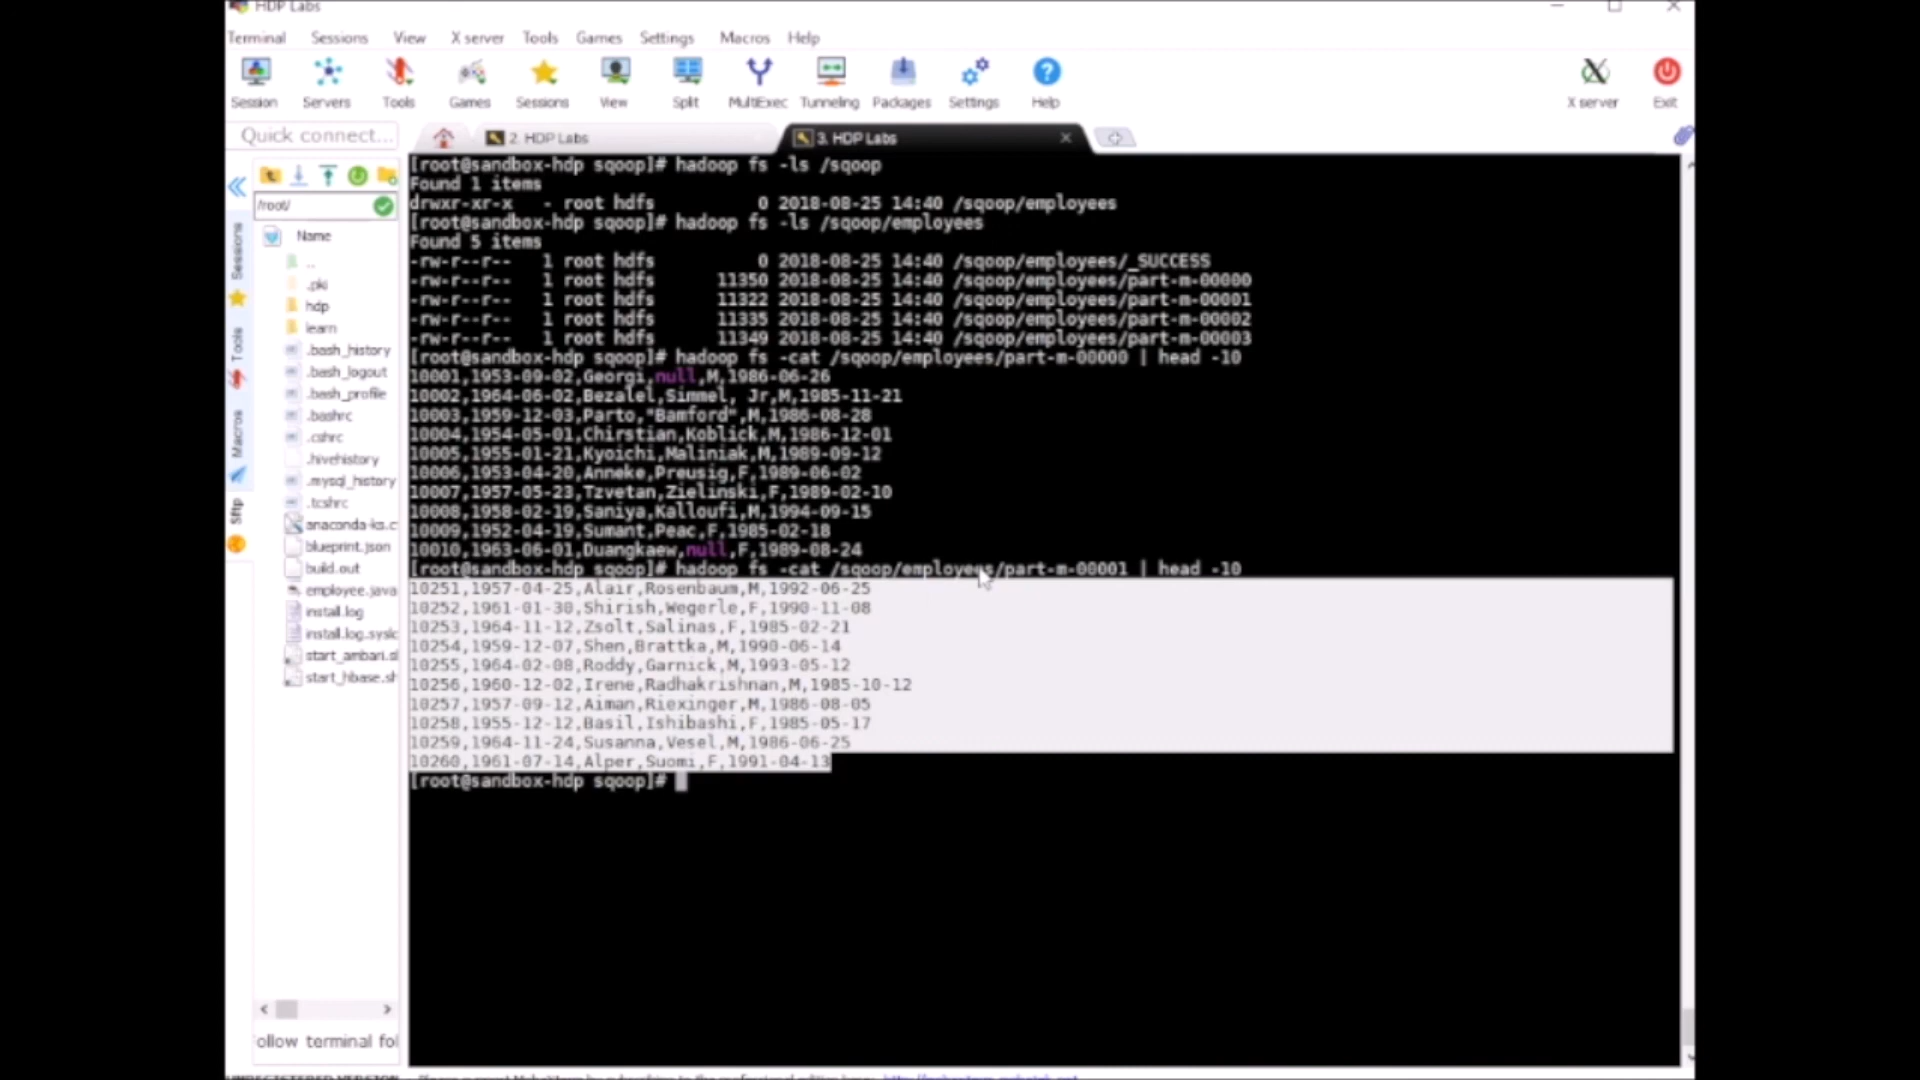 HDP Labs
Terminal Sessions View X server Tools Games Settings Macros Help
Session Servers Tools Games Sessions View Split MultiExec Tunneling Packages Settings Help X server Exit
Quick connect...
2. HDP Labs
3. HDP Labs
/root/
Name
..
.pki
hdp
learn
.bash_history
.bash_logout
.bash_profile
.bashrc
.cshrc
.hivehistory
.mysql_history
.tcshrc
anaconda-ks.c
blueprint.json
build.out
employee.java
install.log
install.log.syslo
start_ambari.sh
start_hbase.sh
Sessions
Tools
Macros
Sftp
ollow terminal fol
[root@sandbox-hdp sqoop]# hadoop fs -ls /sqoop
Found 1 items
drwxr-xr-x - root hdfs 0 2018-08-25 14:40 /sqoop/employees
[root@sandbox-hdp sqoop]# hadoop fs -ls /sqoop/employees
Found 5 items
-rw-r--r-- 1 root hdfs 0 2018-08-25 14:40 /sqoop/employees/_SUCCESS
-rw-r--r-- 1 root hdfs 11350 2018-08-25 14:40 /sqoop/employees/part-m-00000
-rw-r--r-- 1 root hdfs 11322 2018-08-25 14:40 /sqoop/employees/part-m-00001
-rw-r--r-- 1 root hdfs 11335 2018-08-25 14:40 /sqoop/employees/part-m-00002
-rw-r--r-- 1 root hdfs 11349 2018-08-25 14:40 /sqoop/employees/part-m-00003
[root@sandbox-hdp sqoop]# hadoop fs -cat /sqoop/employees/part-m-00000 | head -10
10001,1953-09-02,Georgi,null,M,1986-06-26
10002,1964-06-02,Bezalel,Simmel, Jr,M,1985-11-21
10003,1959-12-03,Parto,"Bamford",M,1986-08-28
10004,1954-05-01,Chirstian,Koblick,M,1986-12-01
10005,1955-01-21,Kyoichi,Maliniak,M,1989-09-12
10006,1953-04-20,Anneke,Preusig,F,1989-06-02
10007,1957-05-23,Tzvetan,Zielinski,F,1989-02-10
10008,1958-02-19,Saniya,Kalloufi,M,1994-09-15
10009,1952-04-19,Sumant,Peac,F,1985-02-18
10010,1963-06-01,Duangkaew,null,F,1989-08-24
[root@sandbox-hdp sqoop]# hadoop fs -cat /sqoop/employees/part-m-00001 | head -10
10251,1957-04-25,Alair,Rosenbaum,M,1992-06-25
10252,1961-01-30,Shirish,Wegerle,F,1990-11-08
10253,1964-11-12,Zsolt,Salinas,F,1985-02-21
10254,1959-12-07,Shen,Brattka,M,1990-06-14
10255,1964-02-08,Roddy,Garnick,M,1993-05-12
10256,1960-12-02,Irene,Radhakrishnan,M,1985-10-12
10257,1957-09-12,Aiman,Riexinger,M,1986-08-05
10258,1955-12-12,Basil,Ishibashi,F,1985-05-17
10259,1964-11-24,Susanna,Vesel,M,1986-06-25
10260,1961-07-14,Alper,Suomi,F,1991-04-13
[root@sandbox-hdp sqoop]#